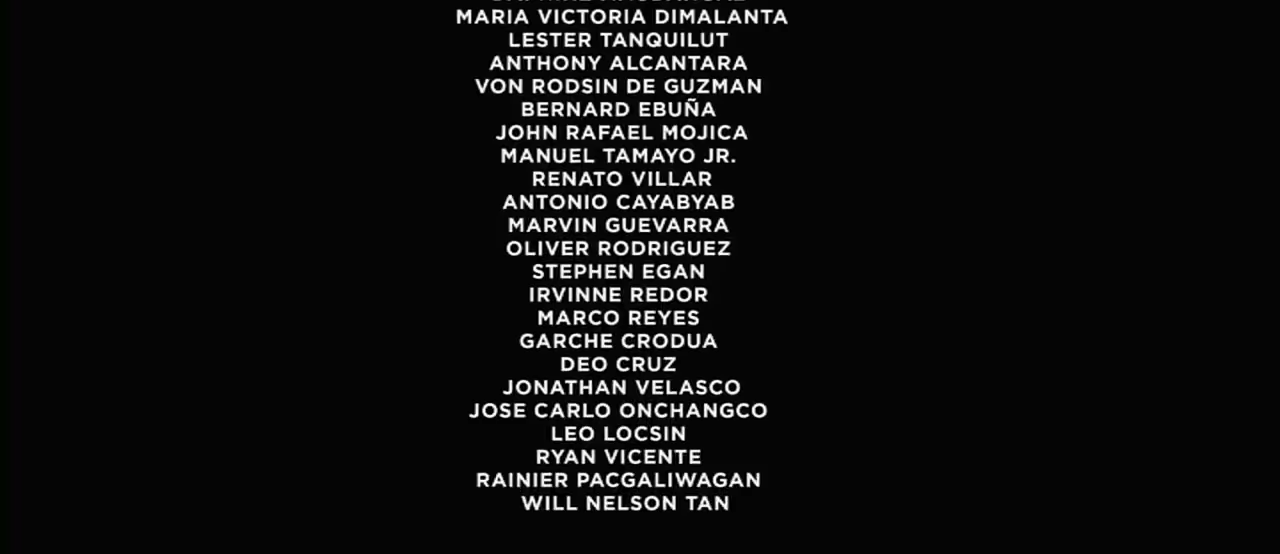 MARIA VICTORIA DIMALANTA
LESTER TANQUILUT
ANTHONY ALCANTARA
VON RODSIN DE GUZMAN
BERNARD EBUÑA
JOHN RAFAEL MOJICA
MANUEL TAMAYO JR.
RENATO VILLAR
ANTONIO CAYABYAB
MARVIN GUEVARRA
OLIVER RODRIGUEZ
STEPHEN EGAN
IRVINNE REDOR
MARCO REYES
GARCHE CRODUA
DEO CRUZ
JONATHAN VELASCO
JOSE CARLO ONCHANGCO
LEO LOCSIN
RYAN VICENTE
RAINIER PACGALIWAGAN
WILL NELSON TAN